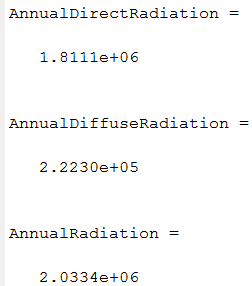 AnnualDirectRadiation =
1.8111e+06
AnnualDiffuseRadiation =
2.2230e+05
AnnualRadiation =
2.0334e+06